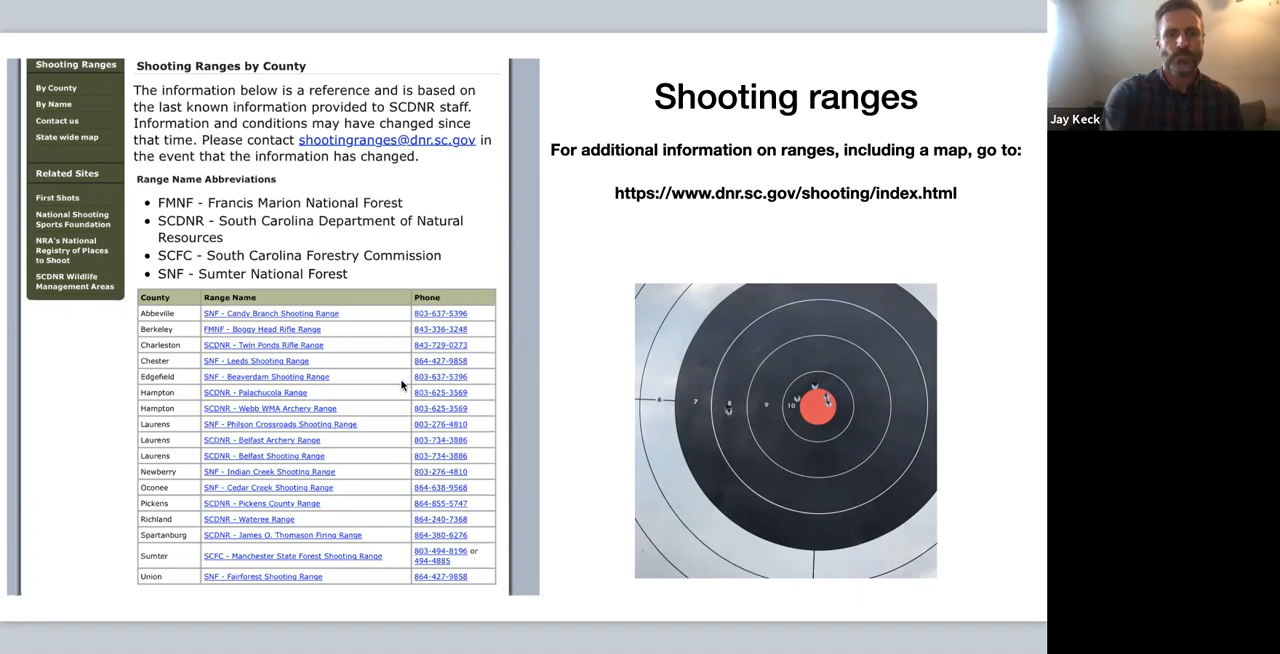 Shooting Ranges
By County
By Name
Contact us
State wide map
Related Sites
First Shots
National Shooting
Sports Foundation
NRA's National
Registry of Places
to Shoot
SCDNR Wildlife
Management Areas
Shooting Ranges by County
The information below is a reference and is based on
the last known information provided to SCDNR staff.
Information and conditions may have changed since
that time. Please contact shootingranges@dnr.sc.gov in
the event that the information has changed.
Range Name Abbreviations
• FMNF - Francis Marion National Forest
• SCDNR - South Carolina Department of Natural
Resources
• SCFC - South Carolina Forestry Commission
• SNF - Sumter National Forest
County Range Name Phone
Abbeville SNF - Candy Branch Shooting Range 803-637-5396
Berkeley FMNF - Boggy Head Rifle Range 843-336-3248
Charleston SCDNR - Twin Ponds Rifle Range 843-729-0273
Chester SNF - Leeds Shooting Range 864-427-9858
Edgefield SNF - Beaverdam Shooting Range 803-637-5396
Hampton SCDNR - Palachucola Range 803-625-3569
Hampton SCDNR - Webb WMA Archery Range 803-625-3569
Laurens SNF - Philson Crossroads Shooting Range 803-276-4810
Laurens SCDNR - Belfast Archery Range 803-734-3886
Laurens SCDNR - Belfast Shooting Range 803-734-3886
Newberry SNF - Indian Creek Shooting Range 803-276-4810
Oconee SNF - Cedar Creek Shooting Range 864-638-9568
Pickens SCDNR - Pickens County Range 864-855-5747
Richland SCDNR - Wateree Range 864-240-7368
Spartanburg SCDNR - James O. Thomason Firing Range 864-380-6276
Sumter SCFC - Manchester State Forest Shooting Range 803-494-8196 or
494-4885
Union SNF - Fairforest Shooting Range 864-427-9858
Shooting ranges
For additional information on ranges, including a map, go to:
https://www.dnr.sc.gov/shooting/index.html
6 7 8 9 10
Jay Keck